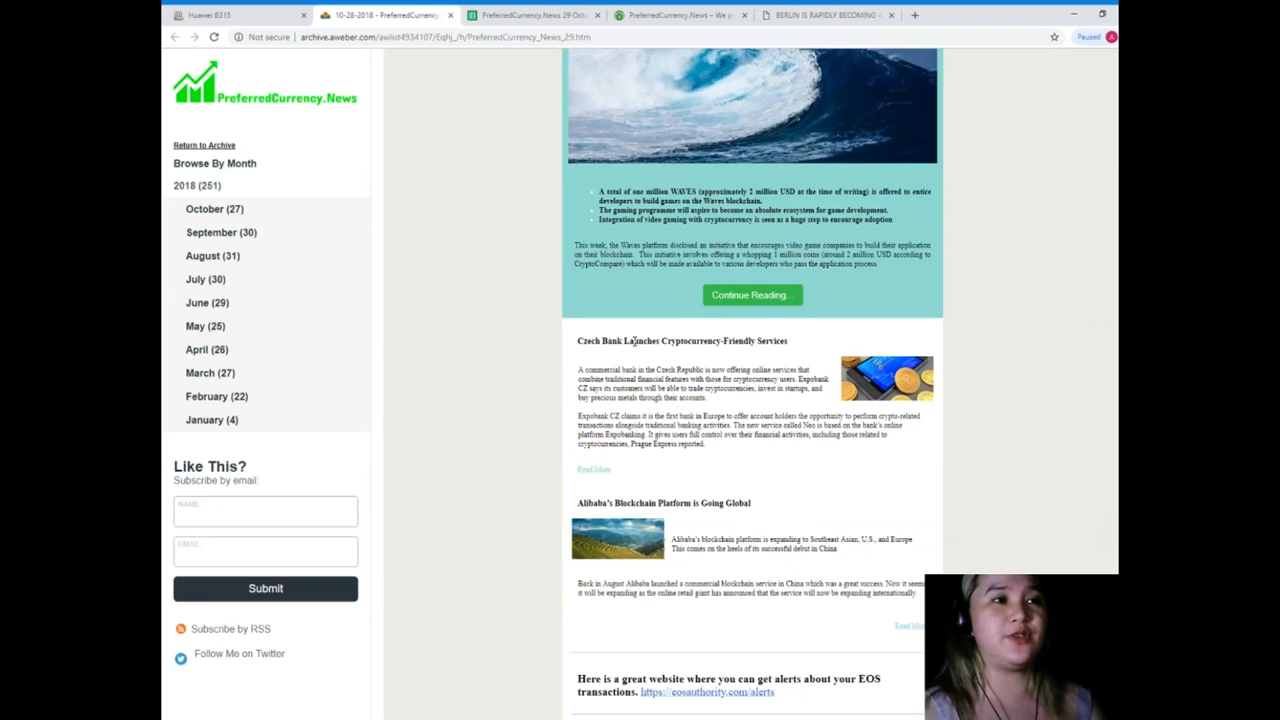 Huawei B315
10-28-2018 - PreferredCurrency
PreferredCurrency.News 29 Octo
PreferredCurrency.News – We p
BERLIN IS RAPIDLY BECOMING
Not secure
archive.aweber.com/awlist4934107/Eqhj_/h/PreferredCurrency_News_29.htm
Paused
A
PreferredCurrency.News
Return to Archive
Browse By Month
2018 (251)
October (27)
September (30)
August (31)
July (30)
June (29)
May (25)
April (26)
March (27)
February (22)
January (4)
Like This?
Subscribe by email:
NAME:
EMAIL:
Submit
Subscribe by RSS
Follow Me on Twitter
A total of one million WAVES (approximately 2 million USD at the time of writing) is offered to entice
developers to build games on the Waves blockchain.
The gaming programme will aspire to become an absolute ecosystem for game development.
Integration of video gaming with cryptocurrency is seen as a huge step to encourage adoption
This week, the Waves platform disclosed an initiative that encourages video game companies to build their application
on their blockchain. This initiative involves offering a whopping 1 million coins (around 2 million USD according to
CryptoCompare) which will be made available to various developers who pass the application process.
Continue Reading...
Czech Bank Launches Cryptocurrency-Friendly Services
A commercial bank in the Czech Republic is now offering online services that
combine traditional financial features with those for cryptocurrency users. Expobank
CZ says its customers will be able to trade cryptocurrencies, invest in startups, and
buy precious metals through their accounts.
Expobank CZ claims it is the first bank in Europe to offer account holders the opportunity to perform crypto-related
transactions alongside traditional banking activities. The new service called Neo is based on the bank's online
platform Expobanking. It gives users full control over their financial activities, including those related to
cryptocurrencies, Prague Express reported.
Read More
Alibaba's Blockchain Platform is Going Global
Alibaba's blockchain platform is expanding to Southeast Asian, U.S., and Europe
This comes on the heels of its successful debut in China
Back in August Alibaba launched a commercial blockchain service in China which was a great success. Now it seems
it will be expanding as the online retail giant has announced that the service will now be expanding internationally.
Read Mor
Here is a great website where you can get alerts about your EOS
transactions. https://eosauthority.com/alerts